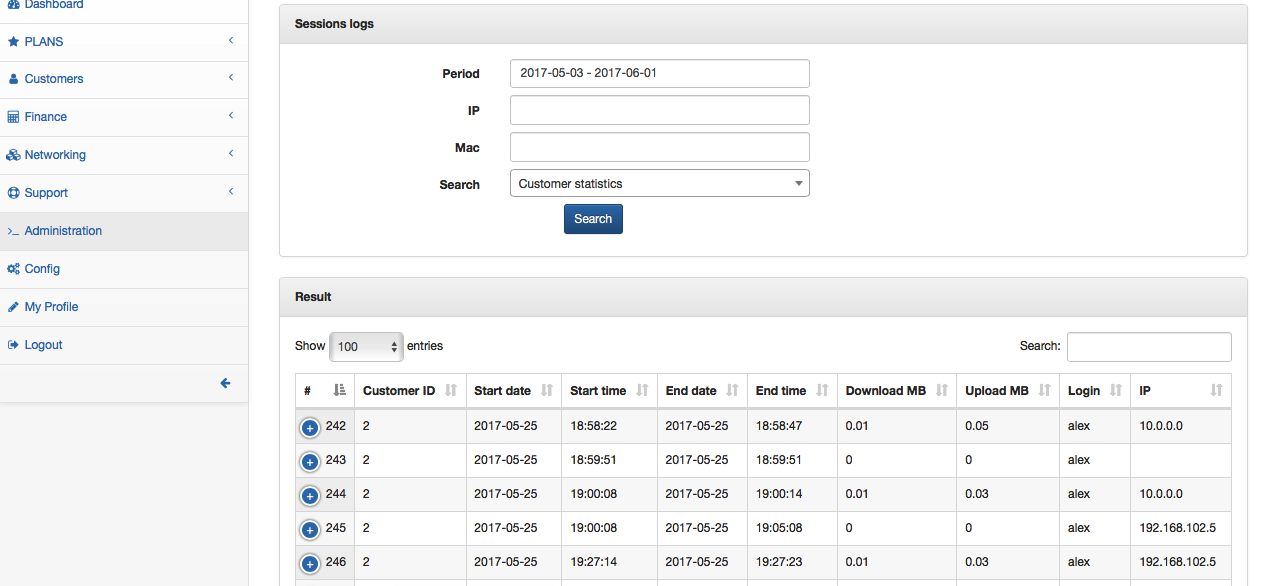 Dashboard
PLANS
Customers
Finance
Networking
Support
Administration
Config
My Profile
Logout
Sessions logs
Period 2017-05-03 - 2017-06-01
IP
Mac
Search Customer statistics
Search
Result
Show 100 entries Search:
# Customer ID Start date Start time End date End time Download MB Upload MB Login IP
242 2 2017-05-25 18:58:22 2017-05-25 18:58:47 0.01 0.05 alex 10.0.0.0
243 2 2017-05-25 18:59:51 2017-05-25 18:59:51 0 0 alex
244 2 2017-05-25 19:00:08 2017-05-25 19:00:14 0.01 0.03 alex 10.0.0.0
245 2 2017-05-25 19:00:08 2017-05-25 19:05:08 0 0 alex 192.168.102.5
246 2 2017-05-25 19:27:14 2017-05-25 19:27:23 0.01 0.03 alex 192.168.102.5